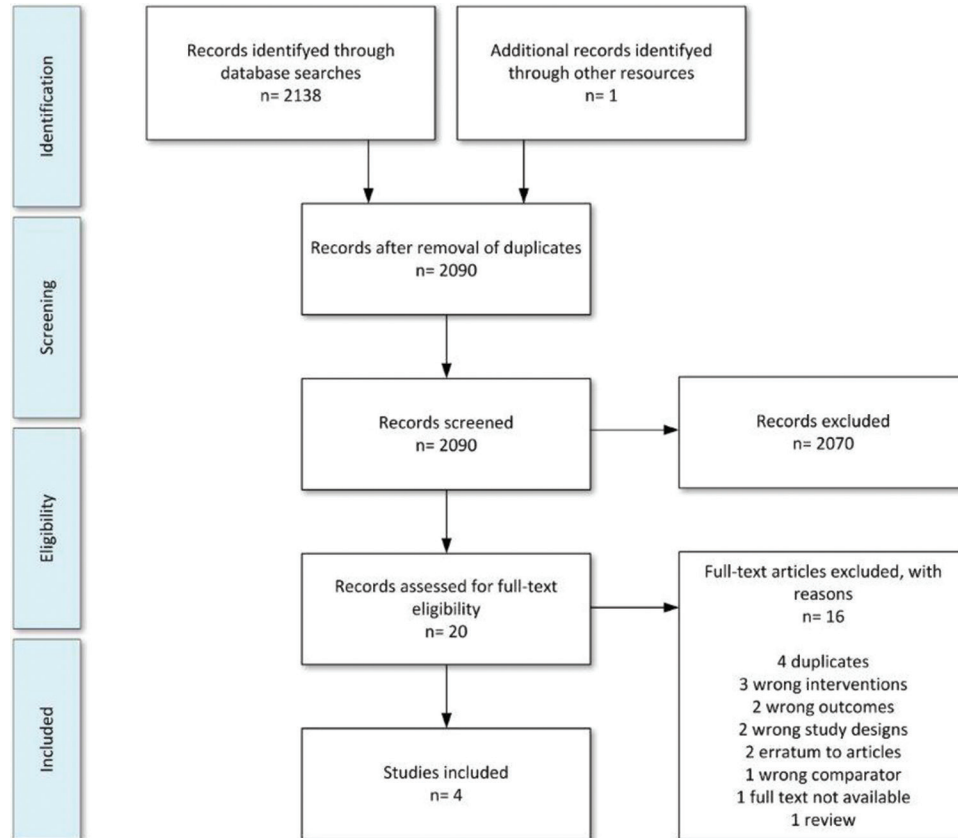 Identification
Records identifyed through
database searches
n= 2138
Additional records identifyed
through other resources
n= 1
Screening
Records after removal of duplicates
n= 2090
Records screened
n= 2090
Records excluded
n= 2070
Eligibility
Records assessed for full-text
eligibility
n= 20
Full-text articles excluded, with
reasons
n= 16
4 duplicates
3 wrong interventions
2 wrong outcomes
2 wrong study designs
2 erratum to articles
1 wrong comparator
1 full text not available
1 review
Included
Studies included
n= 4